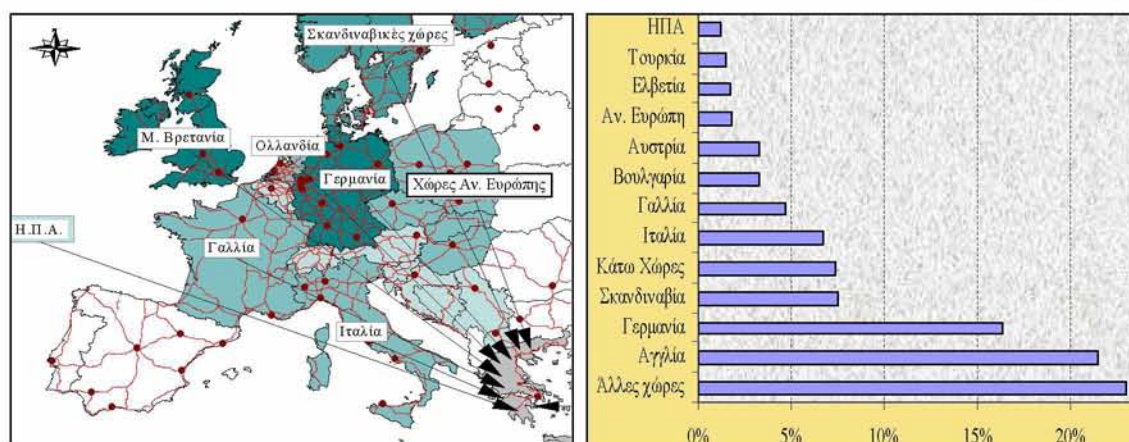 Σκανδιναβικές χώρες
Μ. Βρετανία
Ολλανδία
Γερμανία
Χώρες Αν. Ευρώπης
Η.Π.Α.
Γαλλία
Ιταλία
ΗΠΑ
Τουρκία
Ελβετία
Αν. Ευρώπη
Αυστρία
Βουλγαρία
Γαλλία
Ιταλία
Κάτω Χώρες
Σκανδιναβία
Γερμανία
Αγγλία
Άλλες χώρες
0% 5% 10% 15% 20%